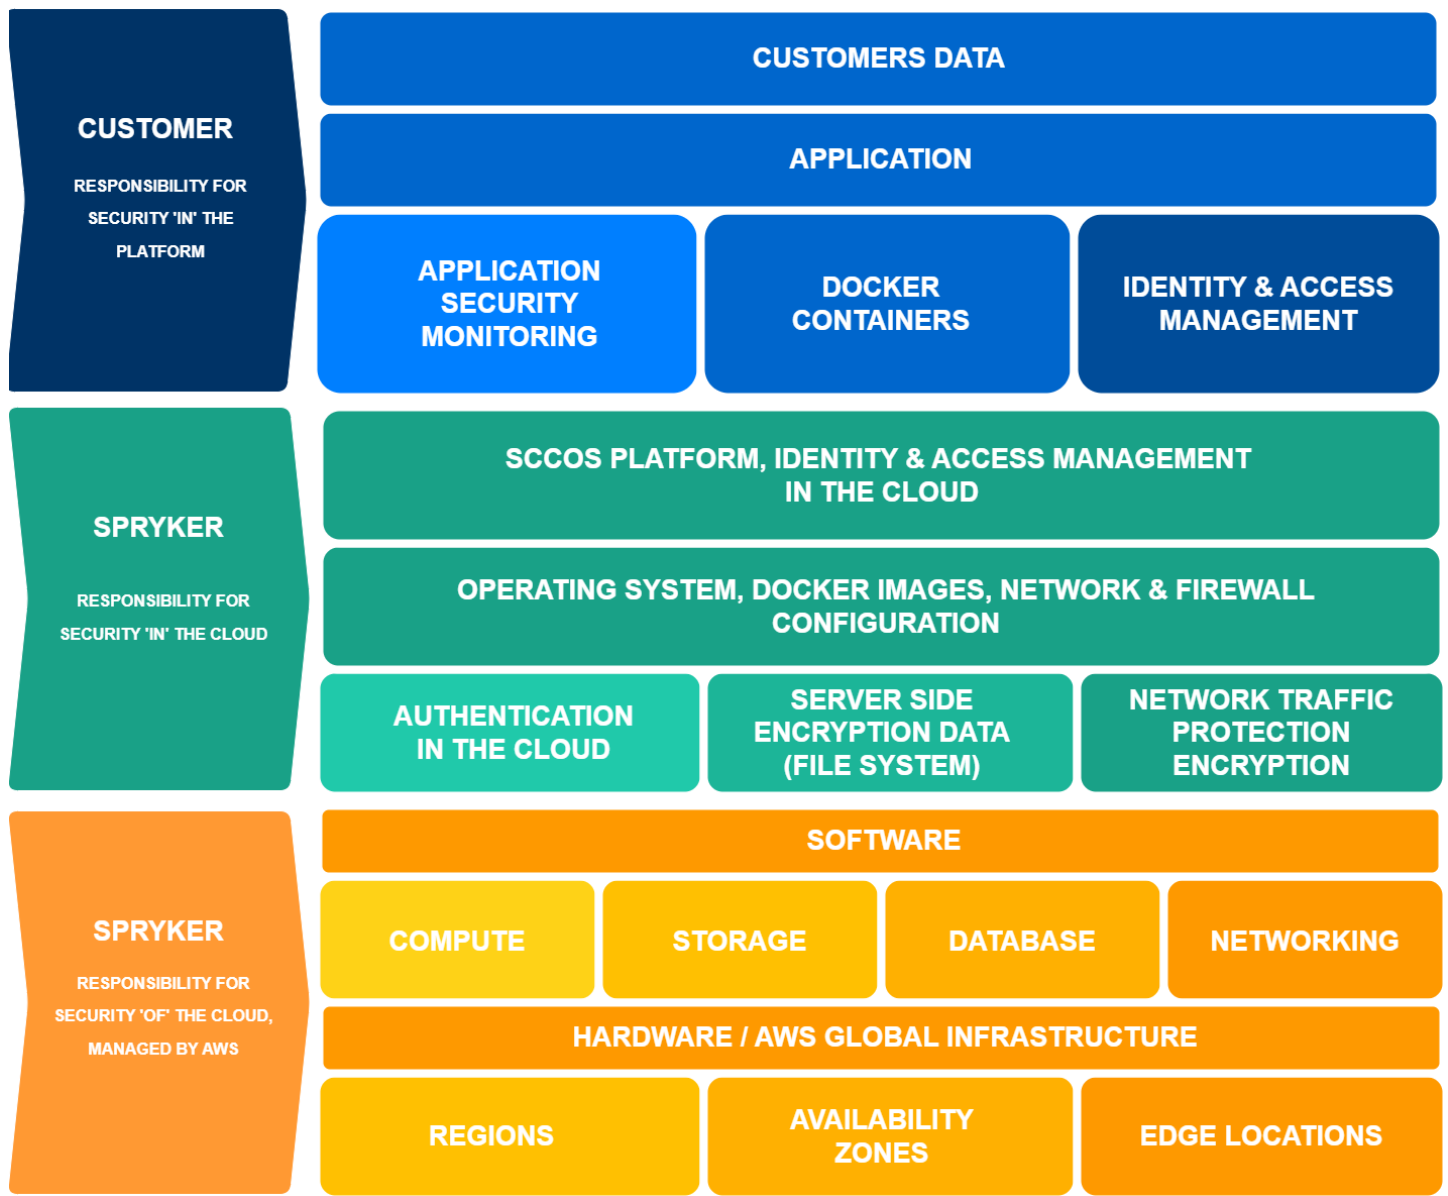 CUSTOMER
RESPONSIBILITY FOR
SECURITY 'IN' THE
PLATFORM
CUSTOMERS DATA
APPLICATION
APPLICATION
SECURITY
MONITORING
DOCKER
CONTAINERS
IDENTITY & ACCESS
MANAGEMENT
SPRYKER
RESPONSIBILITY FOR
SECURITY 'IN' THE CLOUD
SCCOS PLATFORM, IDENTITY & ACCESS MANAGEMENT
IN THE CLOUD
OPERATING SYSTEM, DOCKER IMAGES, NETWORK & FIREWALL
CONFIGURATION
AUTHENTICATION
IN THE CLOUD
SERVER SIDE
ENCRYPTION DATA
(FILE SYSTEM)
NETWORK TRAFFIC
PROTECTION
ENCRYPTION
SPRYKER
RESPONSIBILITY FOR
SECURITY 'OF' THE CLOUD,
MANAGED BY AWS
SOFTWARE
COMPUTE
STORAGE
DATABASE
NETWORKING
HARDWARE / AWS GLOBAL INFRASTRUCTURE
REGIONS
AVAILABILITY
ZONES
EDGE LOCATIONS